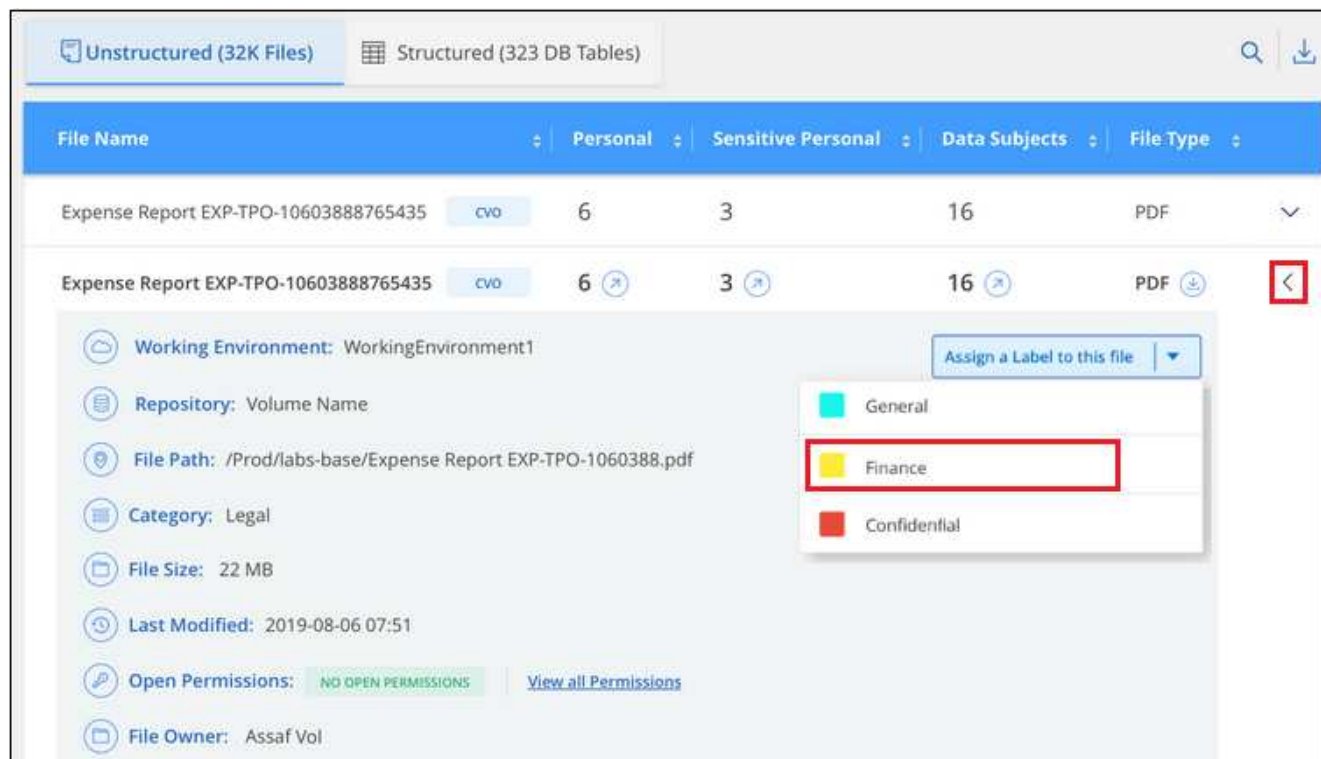 Unstructured (32K Files) Structured (323 DB Tables)
File Name Personal Sensitive Personal Data Subjects File Type
Expense Report EXP-TPO-10603888765435 CVO 6 3 16 PDF
Expense Report EXP-TPO-10603888765435 CVO 6 3 16 PDF
Working Environment: WorkingEnvironment1 Assign a Label to this file
Repository: Volume Name General
File Path: /Prod/labs-base/Expense Report EXP-TPO-1060388.pdf Finance
Category: Legal Confidential
File Size: 22 MB
Last Modified: 2019-08-06 07:51
Open Permissions: NO OPEN PERMISSIONS View all Permissions
File Owner: Assaf Vol